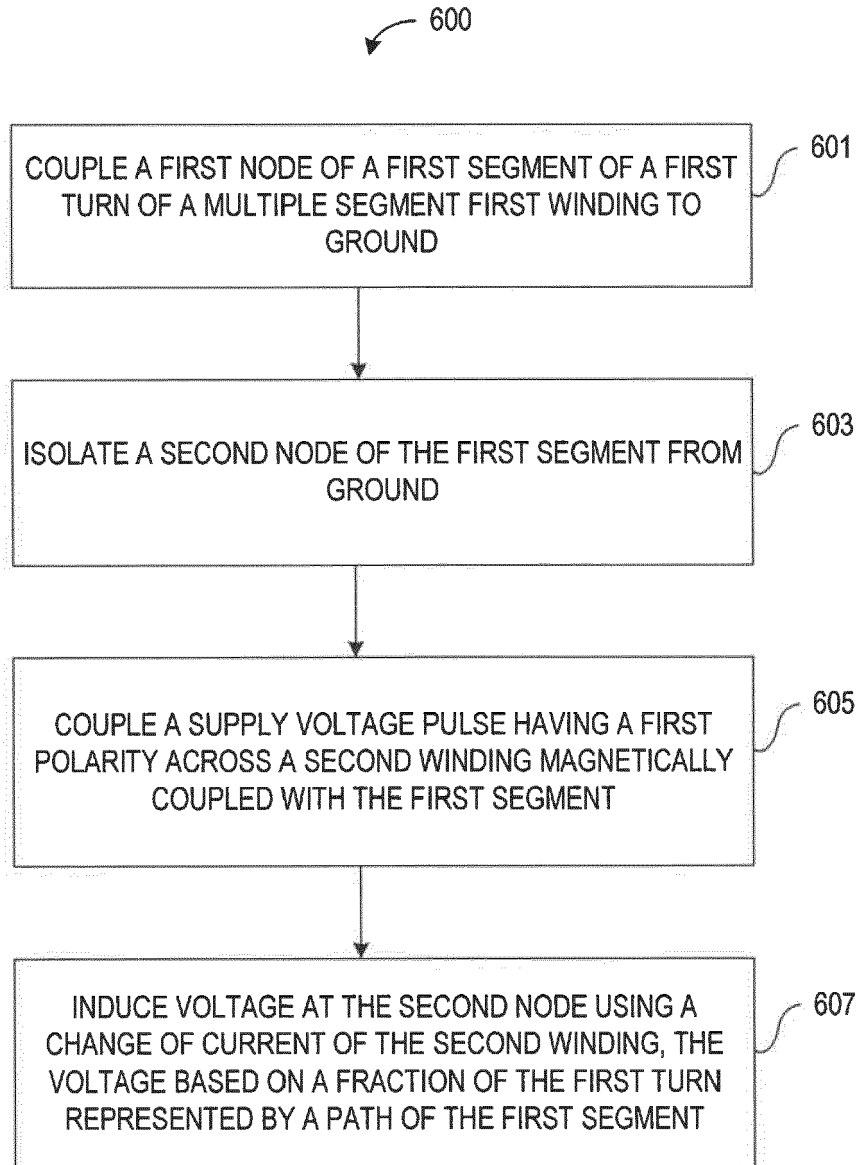 600
COUPLE A FIRST NODE OF A FIRST SEGMENT OF A FIRST
TURN OF A MULTIPLE SEGMENT FIRST WINDING TO
GROUND
601
ISOLATE A SECOND NODE OF THE FIRST SEGMENT FROM
GROUND
603
COUPLE A SUPPLY VOLTAGE PULSE HAVING A FIRST
POLARITY ACROSS A SECOND WINDING MAGNETICALLY
COUPLED WITH THE FIRST SEGMENT
605
INDUCE VOLTAGE AT THE SECOND NODE USING A
CHANGE OF CURRENT OF THE SECOND WINDING, THE
VOLTAGE BASED ON A FRACTION OF THE FIRST TURN
REPRESENTED BY A PATH OF THE FIRST SEGMENT
607